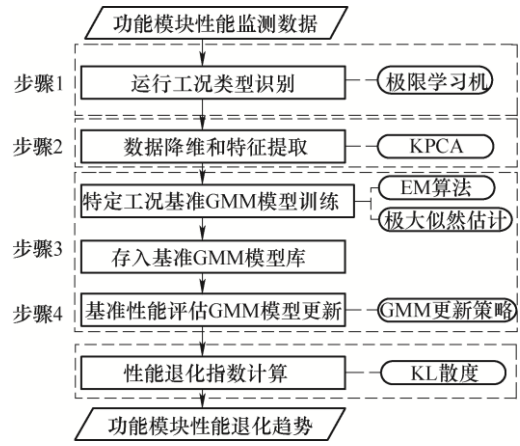 功能模块性能监测数据
步骤1
运行工况类型识别
极限学习机
步骤2
数据降维和特征提取
KPCA
特定工况基准GMM模型训练
EM算法
极大似然估计
步骤3
存入基准GMM模型库
步骤4
基准性能评估GMM模型更新
GMM更新策略
性能退化指数计算
KL散度
功能模块性能退化趋势